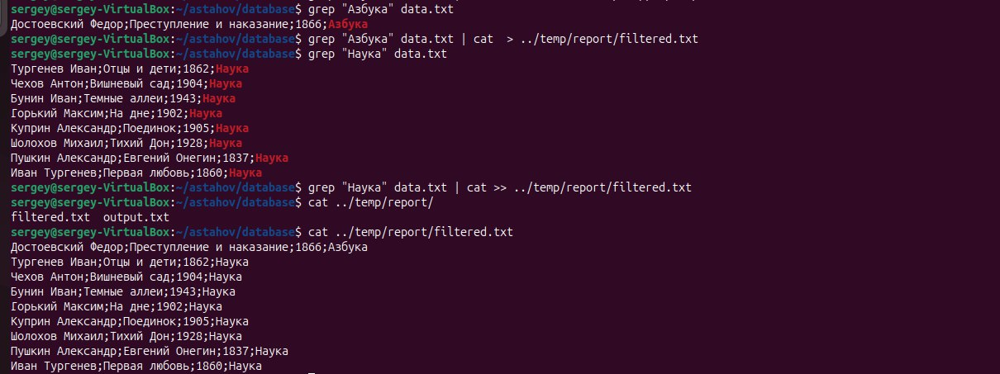 sergey@sergey-VirtualBox:~/astahov/database$ grep "Азбука" data.txt
Достоевский Федор;Преступление и наказание;1866;Азбука
sergey@sergey-VirtualBox:~/astahov/database$ grep "Азбука" data.txt | cat  > ../temp/report/filtered.txt
sergey@sergey-VirtualBox:~/astahov/database$ grep "Наука" data.txt
Тургенев Иван;Отцы и дети;1862;Наука
Чехов Антон;Вишневый сад;1904;Наука
Бунин Иван;Темные аллеи;1943;Наука
Горький Максим;На дне;1902;Наука
Куприн Александр;Поединок;1905;Наука
Шолохов Михаил;Тихий Дон;1928;Наука
Пушкин Александр;Евгений Онегин;1837;Наука
Иван Тургенев;Первая любовь;1860;Наука
sergey@sergey-VirtualBox:~/astahov/database$ grep "Наука" data.txt | cat >> ../temp/report/filtered.txt
sergey@sergey-VirtualBox:~/astahov/database$ cat ../temp/report/
filtered.txt  output.txt
sergey@sergey-VirtualBox:~/astahov/database$ cat ../temp/report/filtered.txt
Достоевский Федор;Преступление и наказание;1866;Азбука
Тургенев Иван;Отцы и дети;1862;Наука
Чехов Антон;Вишневый сад;1904;Наука
Бунин Иван;Темные аллеи;1943;Наука
Горький Максим;На дне;1902;Наука
Куприн Александр;Поединок;1905;Наука
Шолохов Михаил;Тихий Дон;1928;Наука
Пушкин Александр;Евгений Онегин;1837;Наука
Иван Тургенев;Первая любовь;1860;Наука